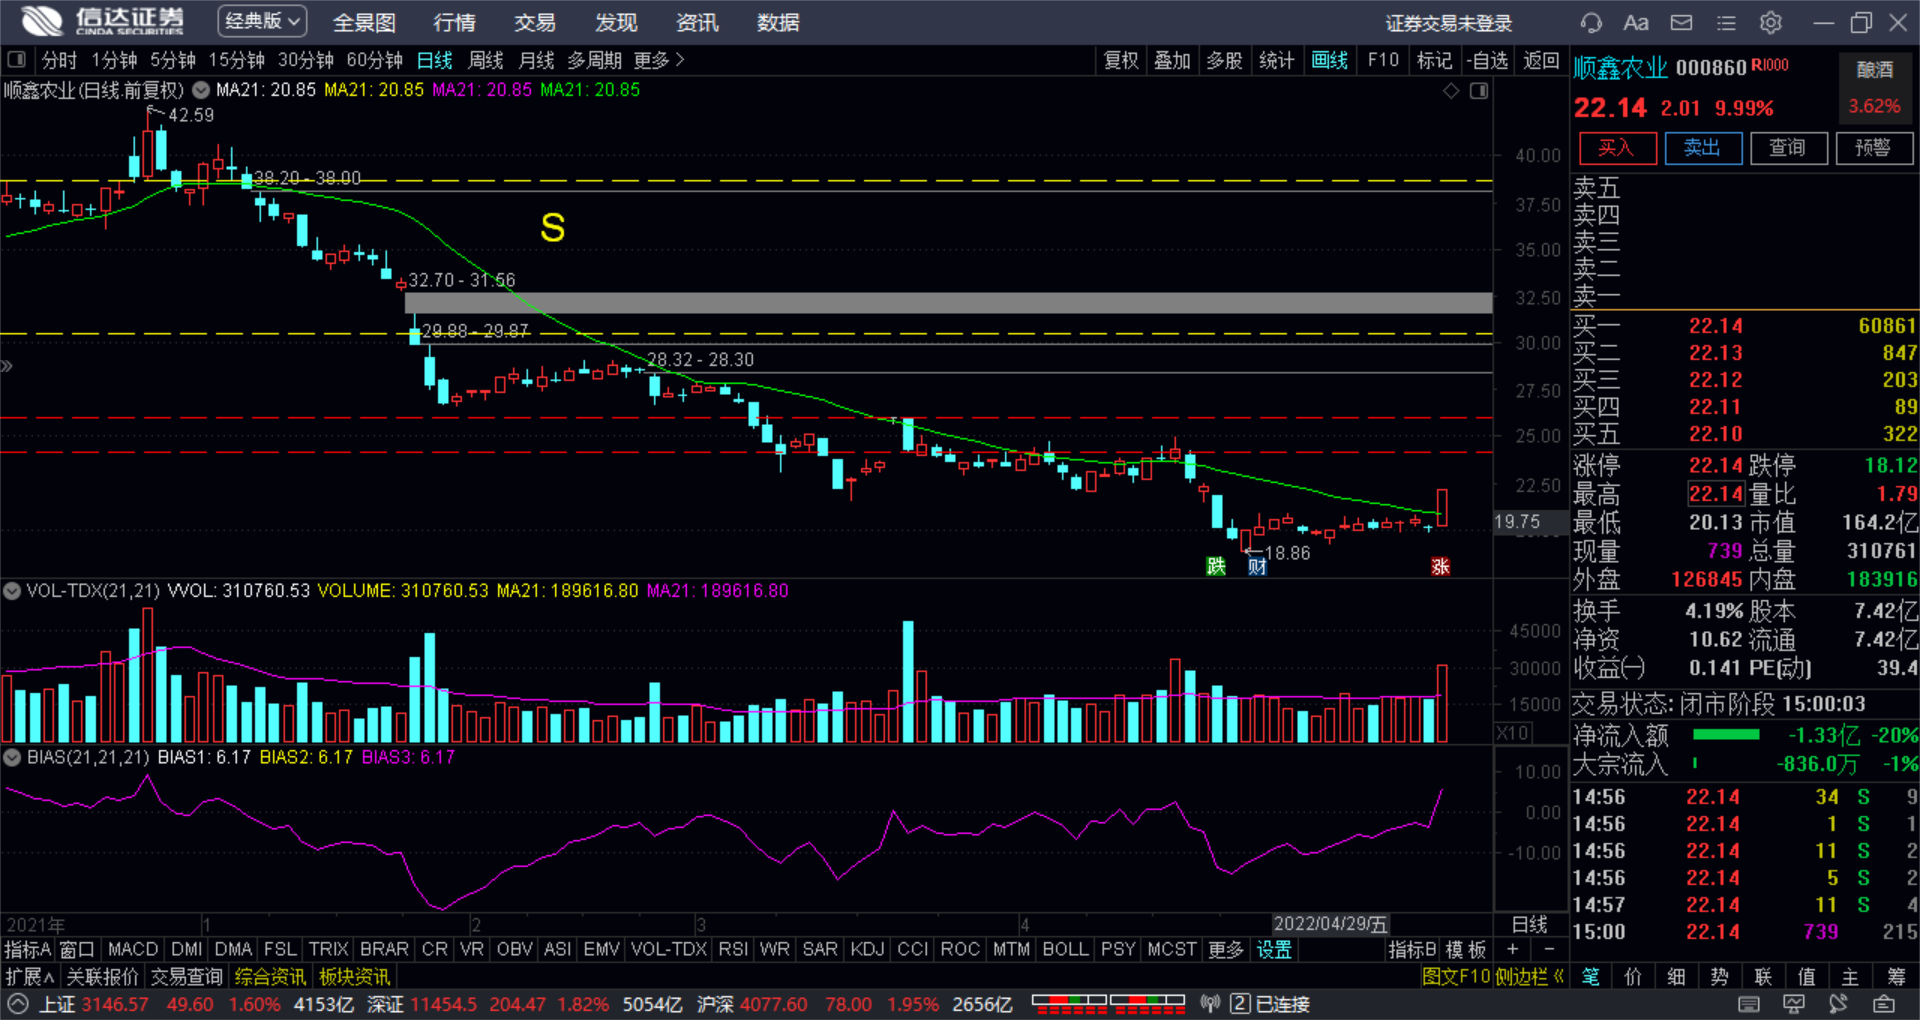 信达证券 CINDA SECURITIES 经典版 全景图 行情 交易 发现 资讯 数据 证券交易未登录 Aa
分时 1分钟 5分钟 15分钟 30分钟 60分钟 日线 周线 月线 多周期 更多 复权 叠加 多股 统计 画线 F10 标记 -自选 返回
顺鑫农业(日线.前复权) MA21: 20.85 MA21: 20.85 MA21: 20.85 MA21: 20.85
42.59
38.20 - 38.00
S
32.70 - 31.56
29.88 - 29.87
28.32 - 28.30
18.86
跌 财 涨
40.00
37.50
35.00
32.50
30.00
27.50
25.00
22.50
19.75
VOL-TDX(21,21) VVOL: 310760.53 VOLUME: 310760.53 MA21: 189616.80 MA21: 189616.80
45000
30000
15000
X10
BIAS(21,21,21) BIAS1: 6.17 BIAS2: 6.17 BIAS3: 6.17
10.00
0.00
-10.00
2021年 1 2 3 4 2022/04/29/五 日线
指标A 窗口 MACD DMI DMA FSL TRIX BRAR CR VR OBV ASI EMV VOL-TDX RSI WR SAR KDJ CCI ROC MTM BOLL PSY MCST 更多 设置 指标B 模板 + -
扩展∧ 关联报价 交易查询 综合资讯 板块资讯 图文F10 侧边栏《
顺鑫农业 000860 R1000
酿酒
3.62%
22.14 2.01 9.99%
买入 卖出 查询 预警
卖五
卖四
卖三
卖二
卖一
买一 22.14 60861
买二 22.13 847
买三 22.12 203
买四 22.11 89
买五 22.10 322
涨停 22.14 跌停 18.12
最高 22.14 量比 1.79
最低 20.13 市值 164.2亿
现量 739 总量 310761
外盘 126845 内盘 183916
换手 4.19% 股本 7.42亿
净资 10.62 流通 7.42亿
收益(一) 0.141 PE(动) 39.4
交易状态: 闭市阶段 15:00:03
净流入额 -1.33亿 -20%
大宗流入 -836.0万 -1%
14:56 22.14 34 S 9
14:56 22.14 1 S 1
14:56 22.14 11 S 2
14:56 22.14 5 S 2
14:57 22.14 11 S 4
15:00 22.14 739 215
笔 价 细 势 联 值 主 筹
上证 3146.57 49.60 1.60% 4153亿 深证 11454.5 204.47 1.82% 5054亿 沪深 4077.60 78.00 1.95% 2656亿 2 已连接